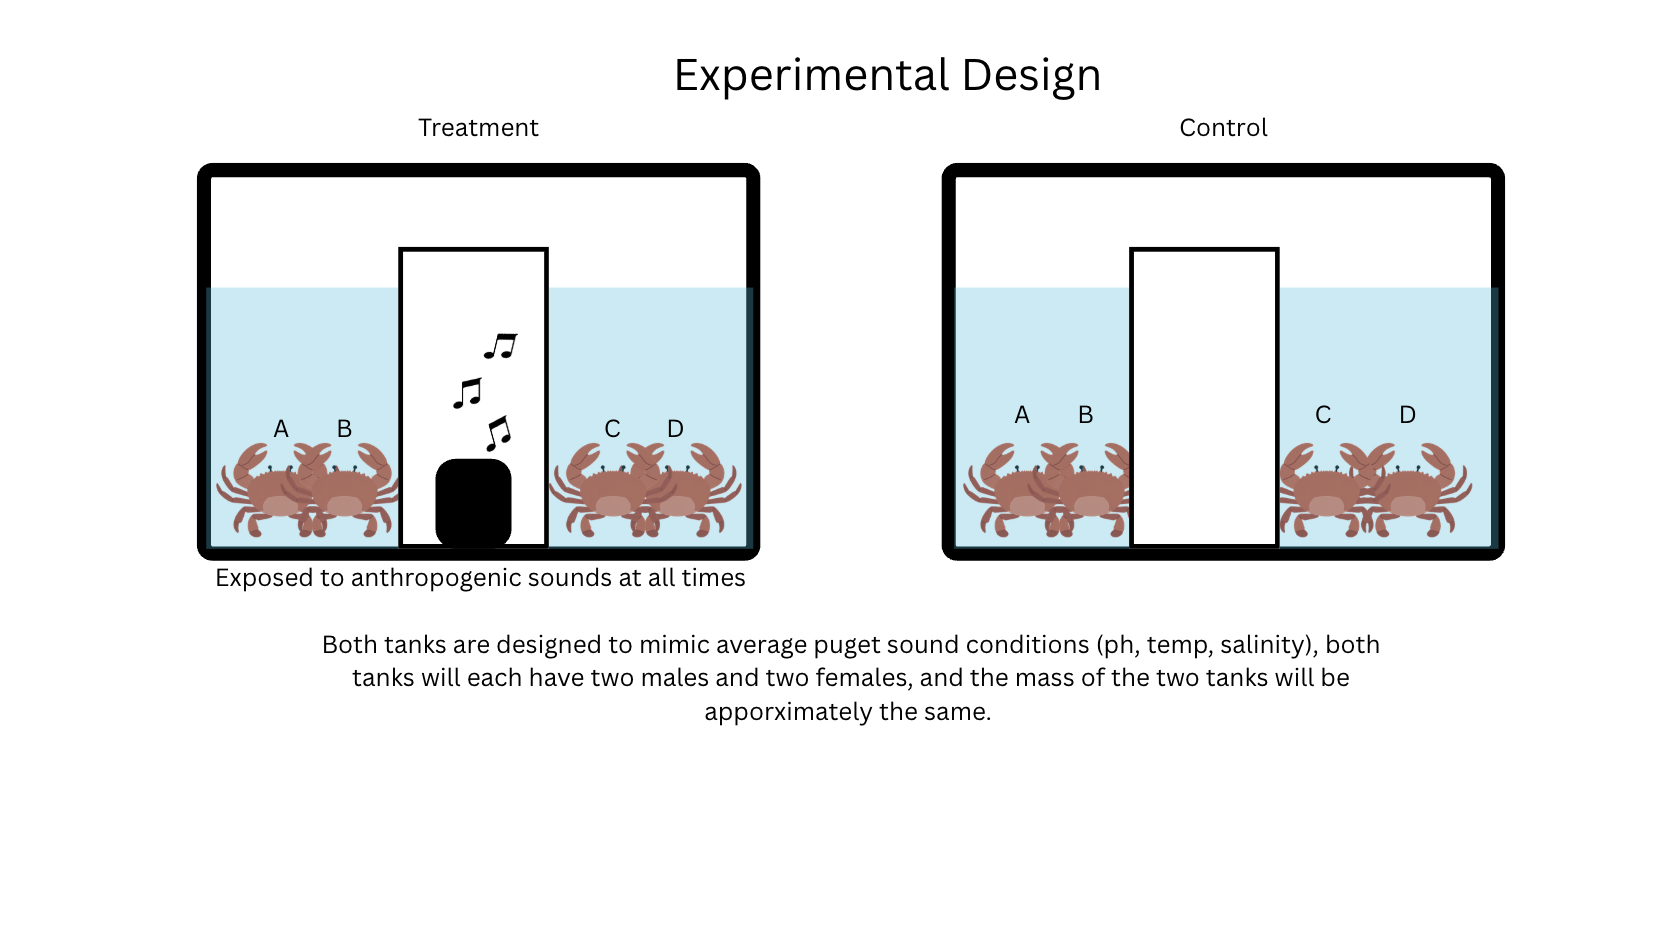 Experimental Design
Treatment
Control
A B
C D
A B
C D
Exposed to anthropogenic sounds at all times
Both tanks are designed to mimic average puget sound conditions (ph, temp, salinity), both
tanks will each have two males and two females, and the mass of the two tanks will be
apporximately the same.